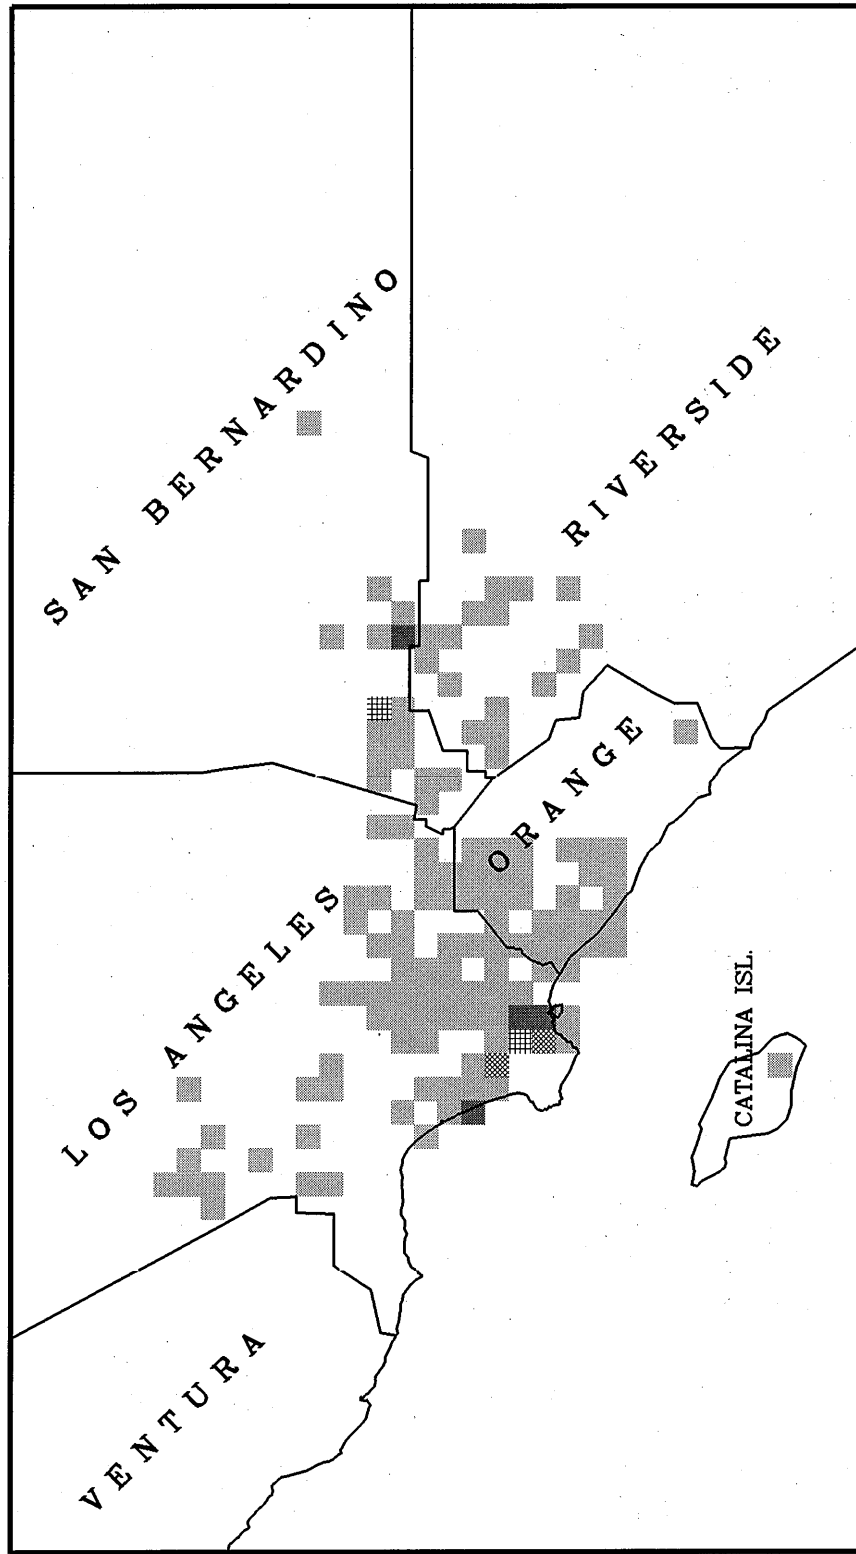 SAN BERNARDINO
RIVERSIDE
LOS ANGELES
ORANGE
VENTURA
CATALINA ISL.